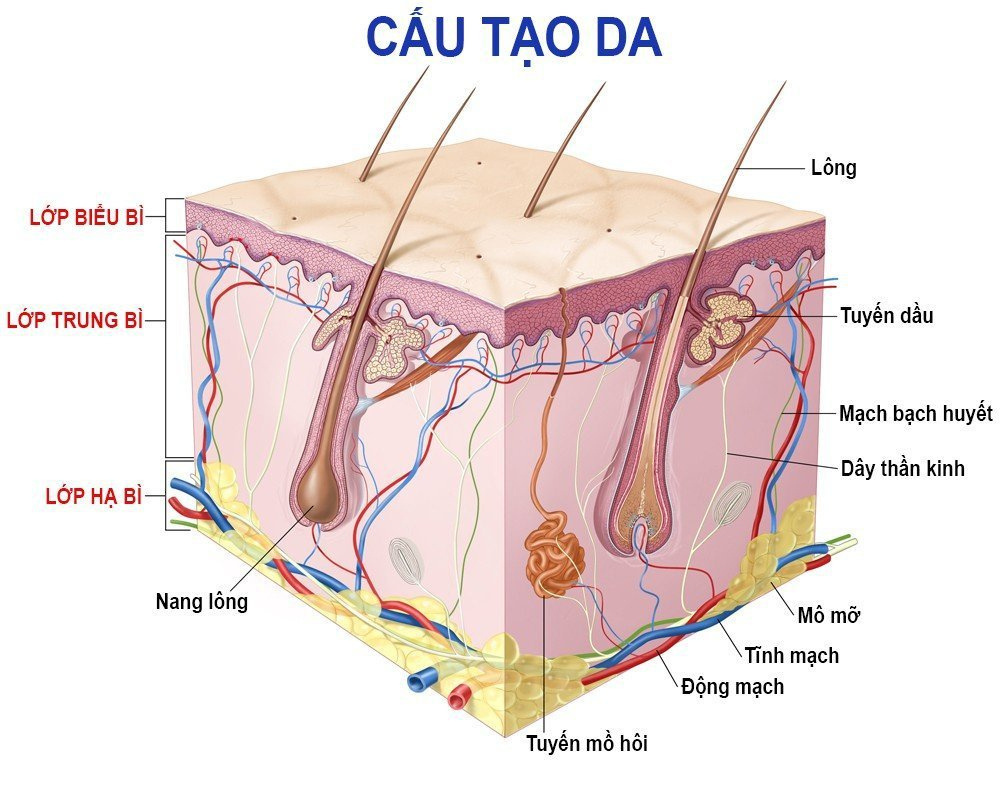 CẤU TẠO DA
LỚP BIỂU BÌ
LỚP TRUNG BÌ
LỚP HẠ BÌ
Nang lông
Lông
Tuyến dầu
Mạch bạch huyết
Dây thần kinh
Mô mỡ
Tĩnh mạch
Động mạch
Tuyến mồ hôi